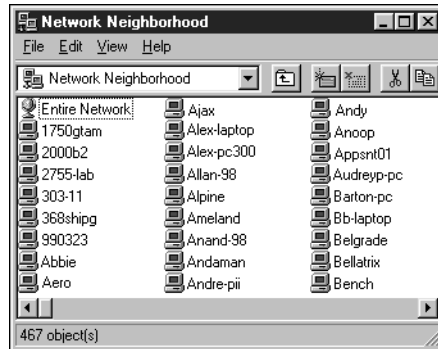 Network Neighborhood
File Edit View Help
Network Neighborhood
Entire Network
1750gtam
2000b2
2755-lab
303-11
368shipg
990323
Abbie
Aero
Ajax
Alex-laptop
Alex-pc300
Allan-98
Alpine
Ameland
Anand-98
Andaman
Andre-pii
Andy
Anoop
Appsnt01
Audreyp-pc
Barton-pc
Bb-laptop
Belgrade
Bellatrix
Bench
467 object(s)